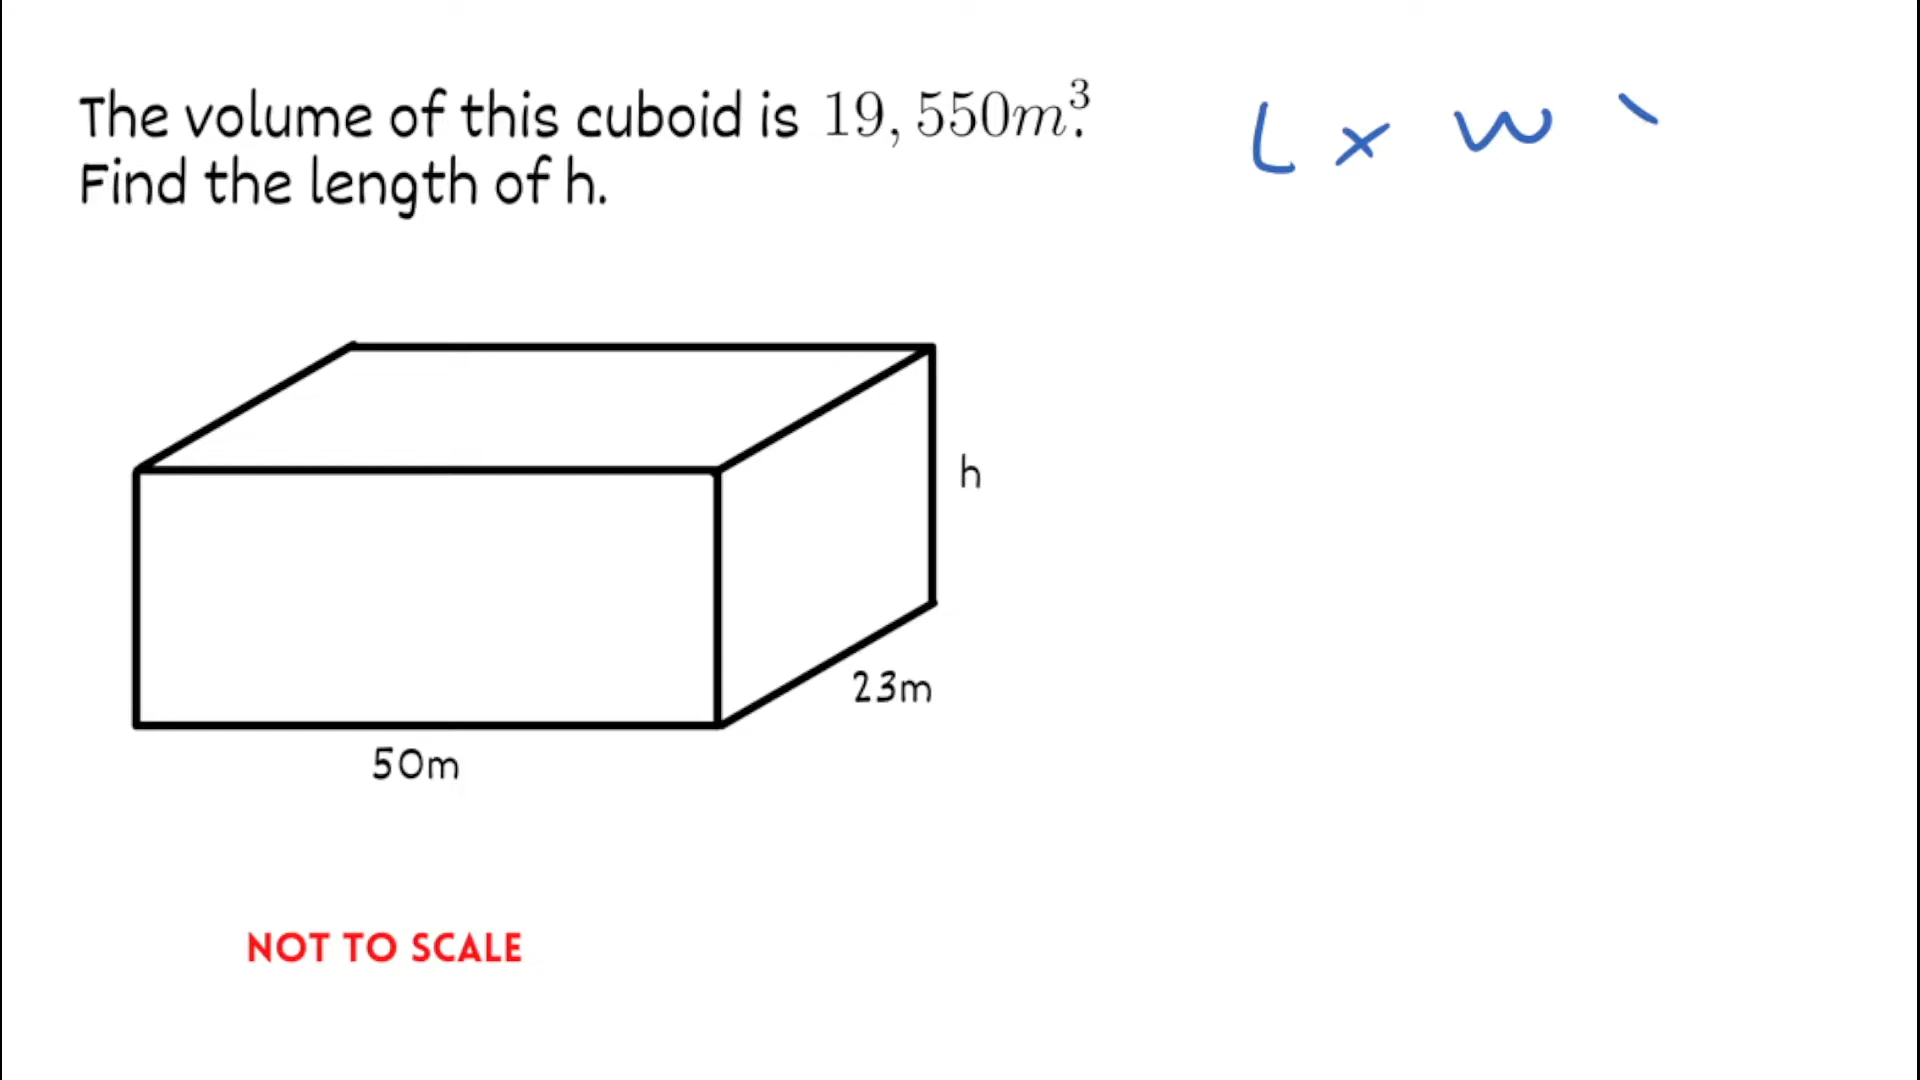 The volume of this cuboid is 19,550m³.
Find the length of h.
L × w
h
23m
50m
NOT TO SCALE